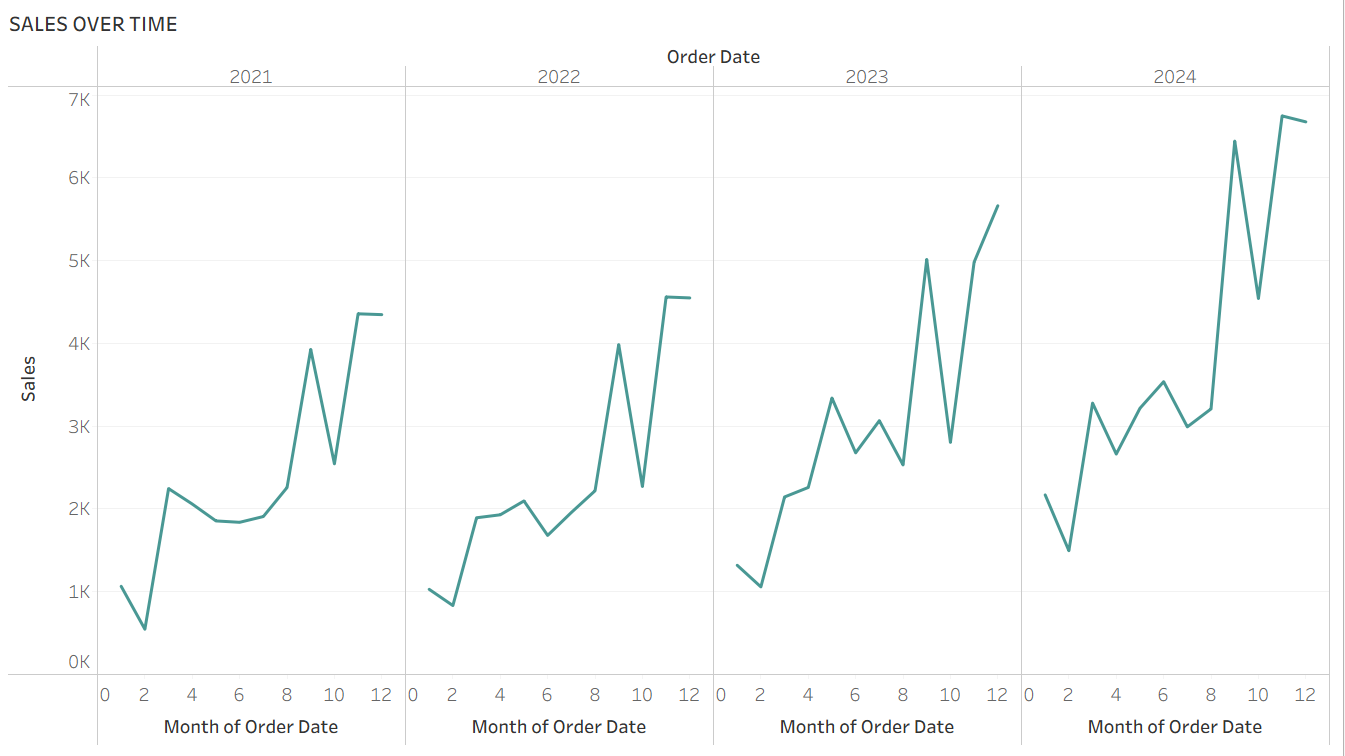 SALES OVER TIME
Order Date
2021 2022 2023 2024
7K
6K
5K
4K
3K
2K
1K
0K
Sales
0 2 4 6 8 10 12 0 2 4 6 8 10 12 0 2 4 6 8 10 12 0 2 4 6 8 10 12
Month of Order Date Month of Order Date Month of Order Date Month of Order Date